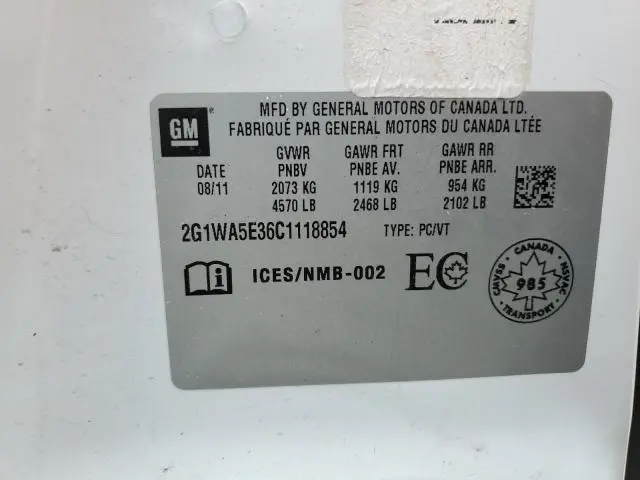 MFD BY GENERAL MOTORS OF CANADA LTD.
FABRIQUÉ PAR GENERAL MOTORS DU CANADA LTÉE
GM
GVWR GAWR FRT GAWR RR
DATE PNBV PNBE AV. PNBE ARR.
08/11 2073 KG 1119 KG 954 KG
4570 LB 2468 LB 2102 LB
2G1WA5E36C1118854 TYPE: PC/VT
ICES/NMB-002 EC
CANADA
CMVSS 985 NSVAC
TRANSPORT